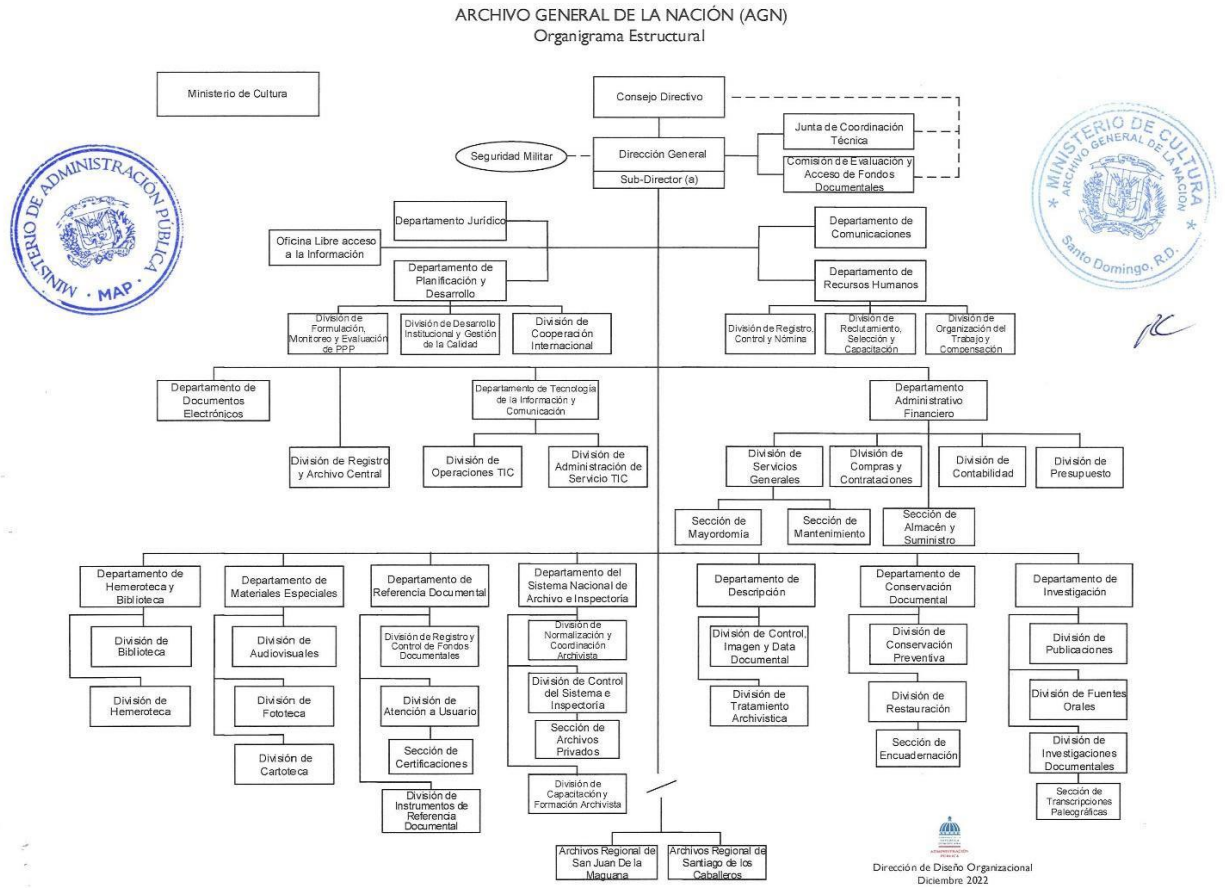 ARCHIVO GENERAL DE LA NACIÓN (AGN)
Organigrama Estructural
Ministerio de Cultura
Consejo Directivo
Junta de Coordinación
Técnica
Seguridad Militar
Dirección General
Sub-Director (a)
Comisión de Evaluación y
Acceso de Fondos
Documentales
MINISTERIO DE ADMINISTRACIÓN PÚBLICA
· MAP ·
MINISTERIO DE CULTURA
ARCHIVO GENERAL DE LA NACIÓN
Santo Domingo, R.D.
Departamento Jurídico
Departamento de
Comunicaciones
Oficina Libre acceso
a la Información
Departamento de
Planificación y
Desarrollo
Departamento de
Recursos Humanos
División de
Formulación,
Monitoreo y Evaluación
de PPP
División de Desarrollo
Institucional y Gestión
de la Calidad
División de
Cooperación
Internacional
División de Registro,
Control y Nómina
División de
Reclutamiento,
Selección y
Capacitación
División de
Organización del
Trabajo y
Compensación
Departamento de
Documentos
Electrónicos
Departamento de Tecnología
de la Información y
Comunicación
Departamento
Administrativo
Financiero
División de Registro
y Archivo Central
División de
Operaciones TIC
División de
Administración de
Servicio TIC
División de
Servicios
Generales
División de
Compras y
Contrataciones
División de
Contabilidad
División de
Presupuesto
Sección de
Mayordomía
Sección de
Mantenimiento
Sección de
Almacén y
Suministro
Departamento de
Hemeroteca y
Biblioteca
Departamento de
Materiales Especiales
Departamento de
Referencia Documental
Departamento del
Sistema Nacional de
Archivo e Inspectoría
Departamento de
Descripción
Departamento de
Conservación
Documental
Departamento de
Investigación
División de
Biblioteca
División de
Audiovisuales
División de Registro y
Control de Fondos
Documentales
División de
Normalización y
Coordinación
Archivista
División de Control,
Imagen y Data
Documental
División de
Conservación
Preventiva
División de
Publicaciones
División de
Hemeroteca
División de
Fototeca
División de
Atención a Usuario
División de Control
del Sistema e
Inspectoría
División de
Tratamiento
Archivistica
División de
Restauración
División de Fuentes
Orales
División de
Cartoteca
Sección de
Certificaciones
Sección de
Archivos
Privados
Sección de
Encuadernación
División de
Investigaciones
Documentales
División de
Instrumentos de
Referencia
Documental
División de
Capacitación y
Formación Archivista
Sección de
Transcripciones
Paleográficas
Archivos Regional de
San Juan De la
Maguana
Archivos Regional de
Santiago de los
Caballeros
ADMINISTRACIÓN
PÚBLICA
Dirección de Diseño Organizacional
Diciembre 2022